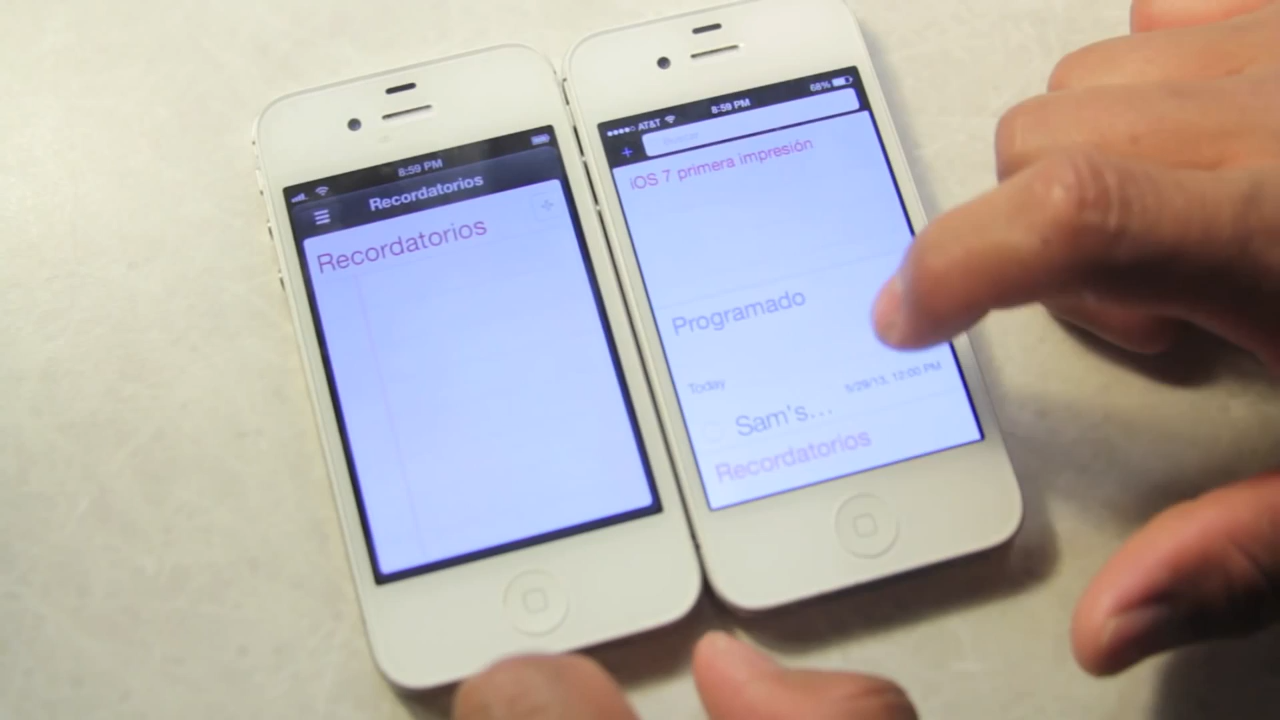 8:59 PM
Recordatorios
Recordatorios
AT&T 8:59 PM 68%
iOS 7 primera impresión
Programado
Today
5/29/13, 12:00 PM
Sam's...
Recordatorios